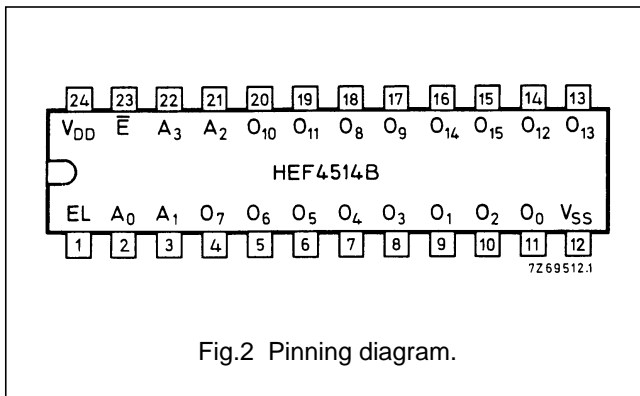 24 23 22 21 20 19 18 17 16 15 14 13
V_DD E̅ A₃ A₂ O₁₀ O₁₁ O₈ O₉ O₁₄ O₁₅ O₁₂ O₁₃
HEF4514B
EL A₀ A₁ O₇ O₆ O₅ O₄ O₃ O₁ O₂ O₀ V_SS
1 2 3 4 5 6 7 8 9 10 11 12
7Z69512.1
Fig.2 Pinning diagram.